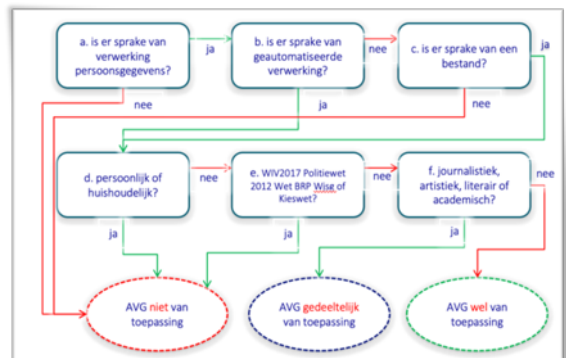 a. is er sprake van
verwerking
persoonsgegevens?
ja
b. is er sprake van
geautomatiseerde
verwerking?
nee
c. is er sprake van een
bestand?
ja
nee
ja
nee
d. persoonlijk of
huishoudelijk?
nee
e. WIV2017 Politiewet
2012 Wet BRP Wise of
Kieswet?
nee
f. journalistiek,
artistiek, literair of
academisch?
nee
ja
ja
ja
AVG niet van
toepassing
AVG gedeeltelijk
van toepassing
AVG wel van
toepassing